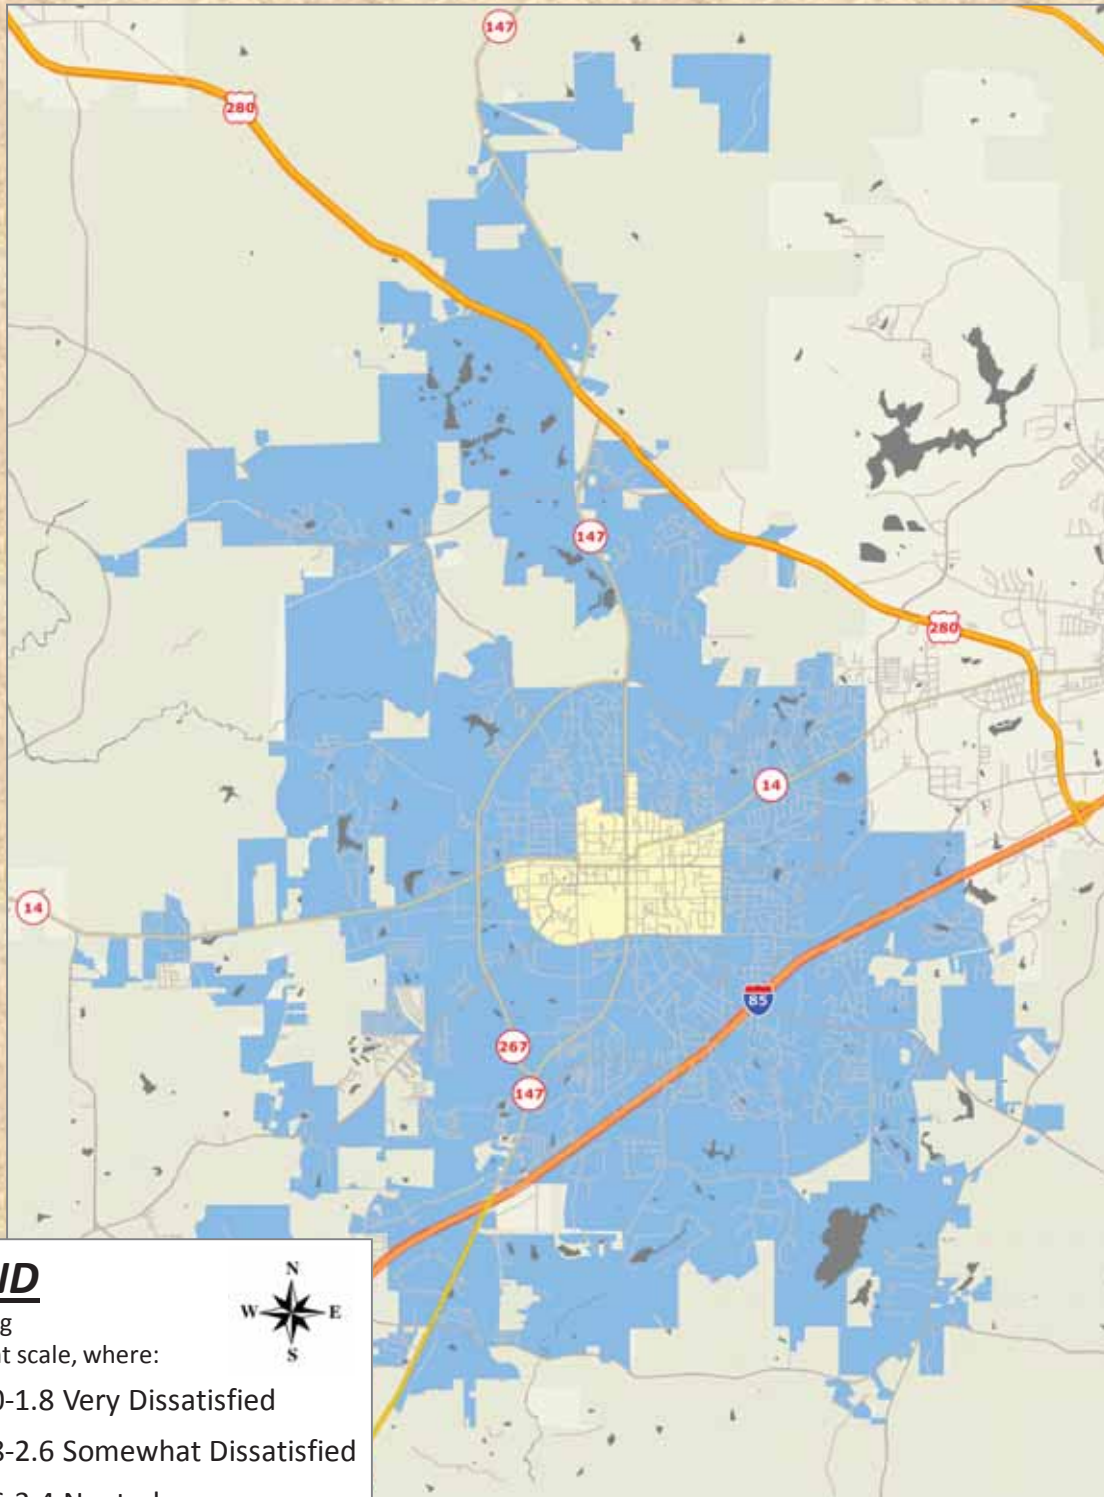 147
280
147
280
14
14
85
267
147
ND
N
W E
S
g
t scale, where:
0-1.8 Very Dissatisfied
8-2.6 Somewhat Dissatisfied